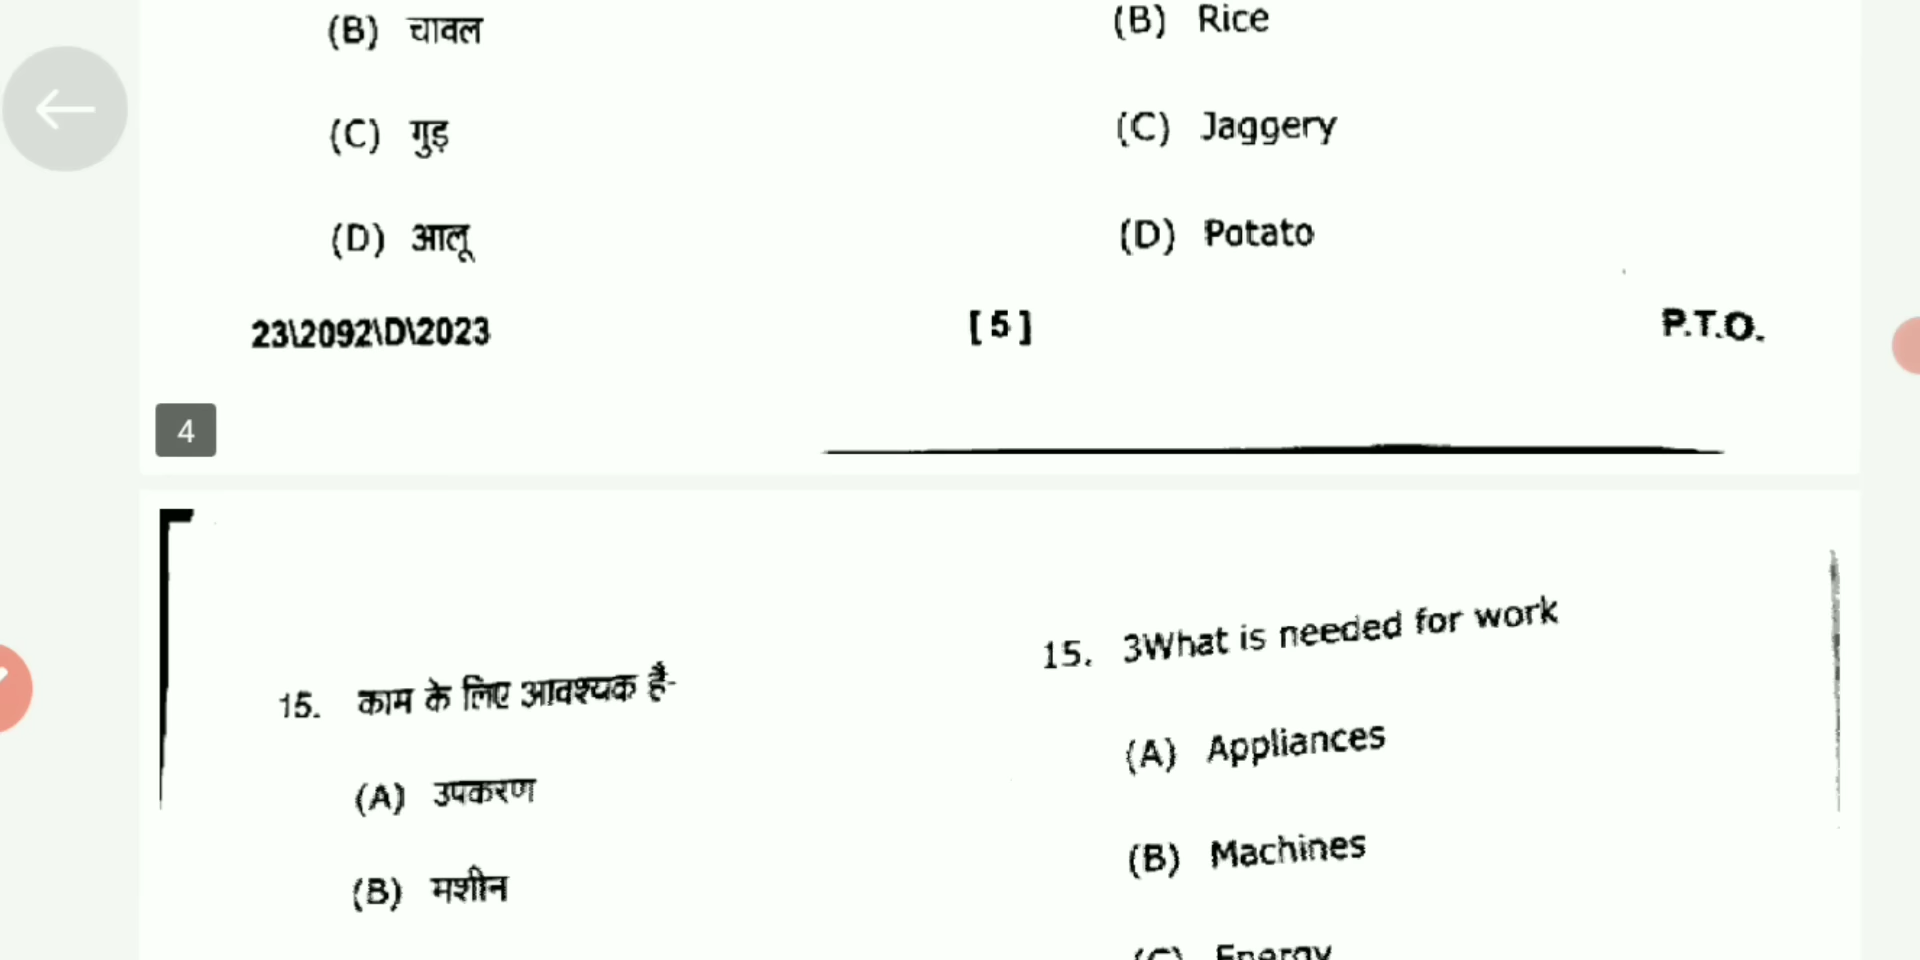 (B) चावल
(B) Rice
(C) गुड़
(C) Jaggery
(D) आलू
(D) Potato
23\2092\D\2023
[ 5 ]
P.T.O.
4
15. काम के लिए आवश्यक है-
(A) उपकरण
(B) मशीन
15. 3What is needed for work
(A) Appliances
(B) Machines
(C) Energy